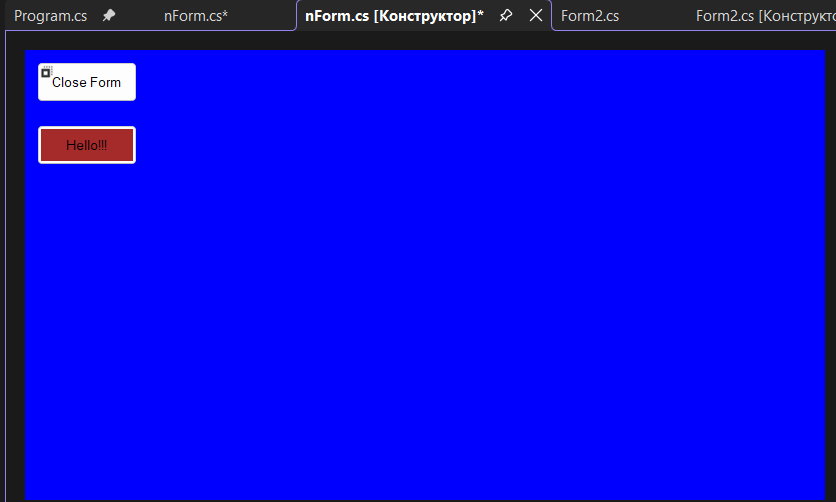 Program.cs nForm.cs* nForm.cs [Конструктор]* Form2.cs Form2.cs [Конструкто
Close Form
Hello!!!